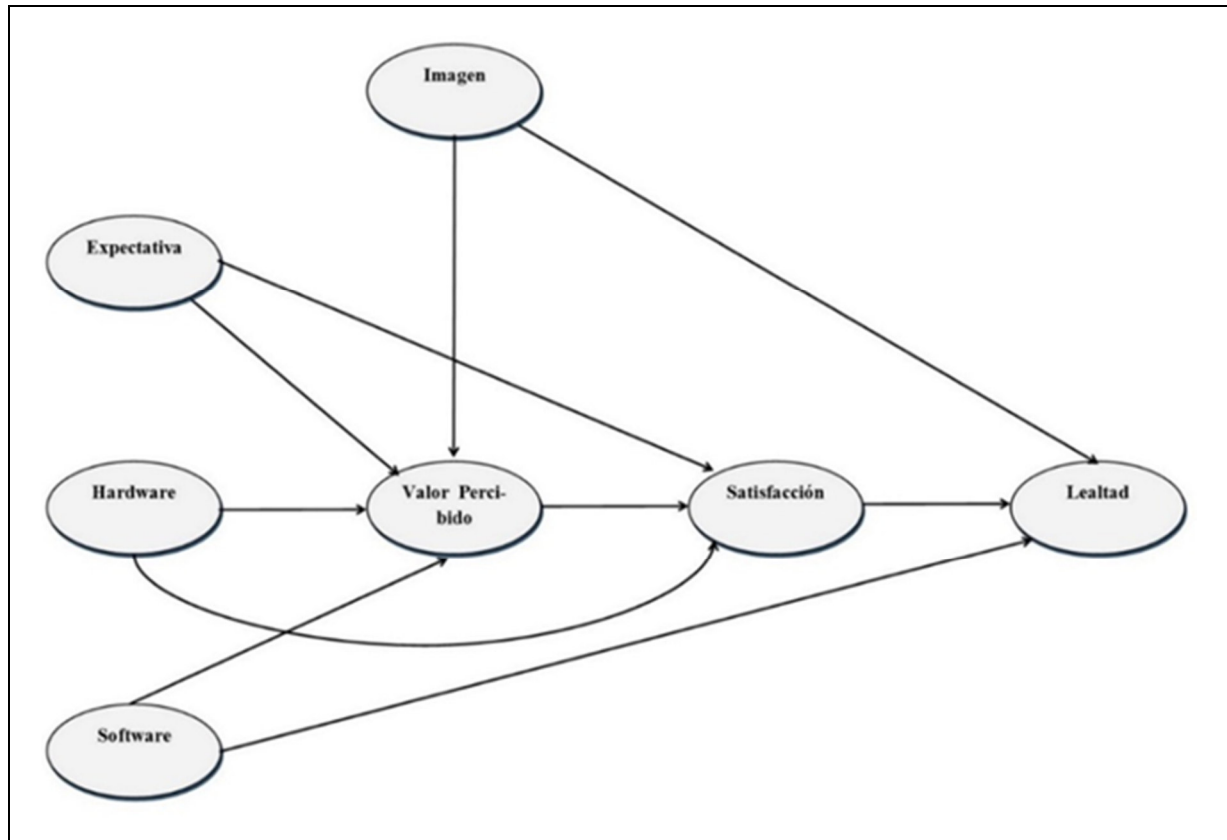 Imagen
Expectativa
Hardware
Valor Perci-
bido
Satisfacción
Lealtad
Software